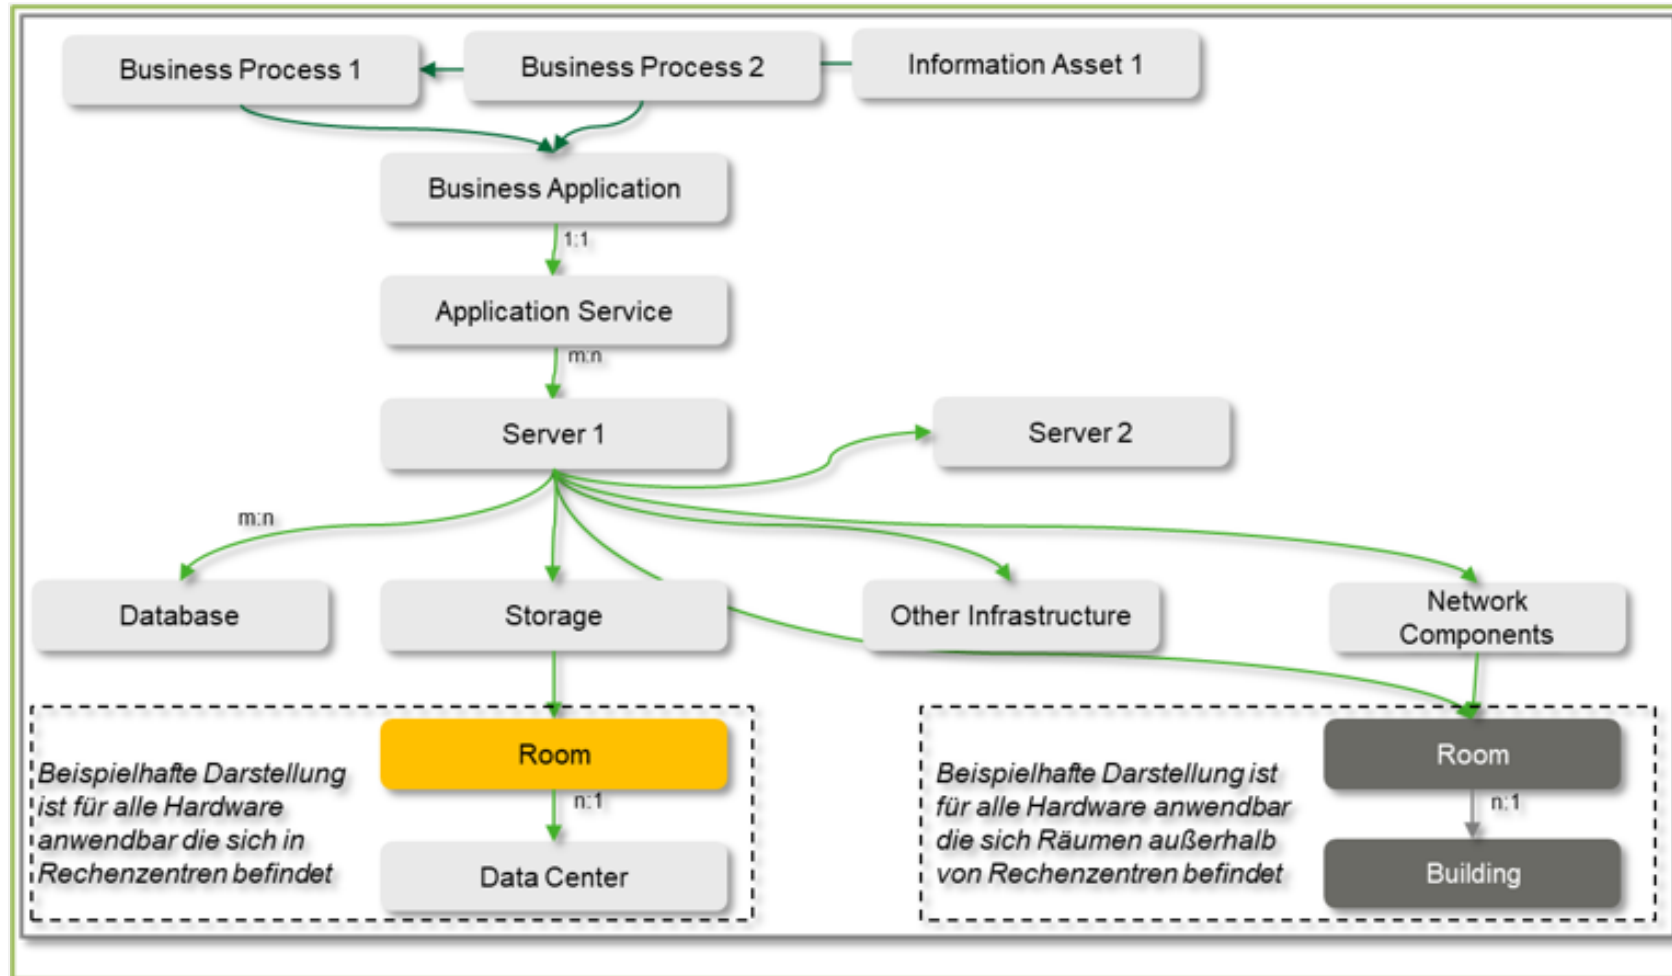 Business Process 1
Business Process 2
Information Asset 1
Business Application
1:1
Application Service
m:n
Server 1
Server 2
m:n
Database
Storage
Other Infrastructure
Network
Components
Beispielhafte Darstellung
ist für alle Hardware
anwendbar die sich in
Rechenzentren befindet
Room
n:1
Data Center
Beispielhafte Darstellung ist
für alle Hardware anwendbar
die sich Räumen außerhalb
von Rechenzentren befindet
Room
n:1
Building